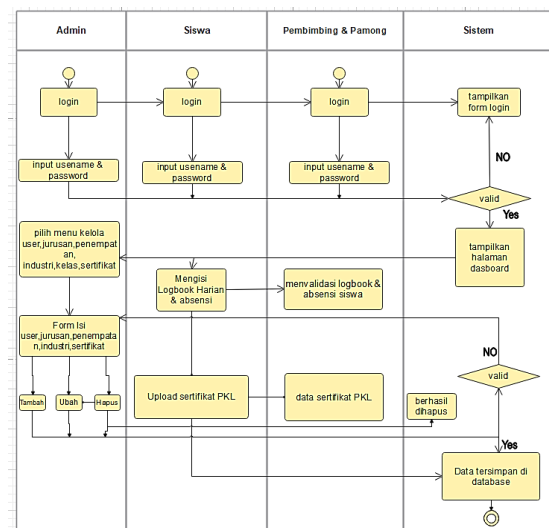 Admin
Siswa
Pembimbing & Pamong
Sistem
login
login
login
tampilkan
form login
NO
input usename &
password
input username &
password
input username &
password
valid
Yes
pilih menu kelola
user,jurusan,penempat
an,
industri,kelas,sertifikat
tampilkan
halaman
dasboard
Mengisi
Logbook Harian
& absensi
menvalidasi logbook &
absensi siswa
Form Isi
user,jurusan,penempata
n,industri,sertifikat
NO
valid
Tambah
Ubah
Hapus
Upload sertifikat PKL
data sertifikat PKL
berhasil
dihapus
Yes
Data tersimpan di
database